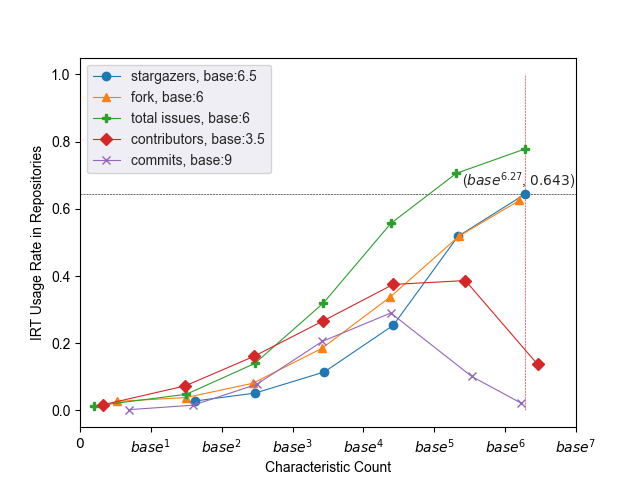 1.0
0.8
0.6
0.4
0.2
0.0
IRT Usage Rate in Repositories
stargazers, base:6.5
fork, base:6
total issues, base:6
contributors, base:3.5
commits, base:9
(base^6.27, 0.643)
0 base^1 base^2 base^3 base^4 base^5 base^6 base^7
Characteristic Count